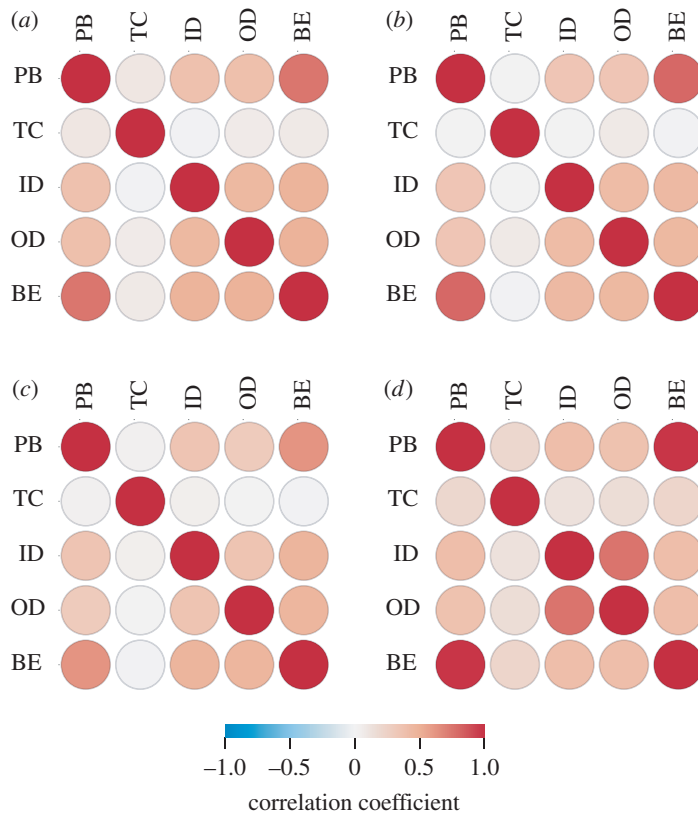 (a) PB TC ID OD BE
PB
TC
ID
OD
BE
(b) PB TC ID OD BE
PB
TC
ID
OD
BE
(c) PB TC ID OD BE
PB
TC
ID
OD
BE
(d) PB TC ID OD BE
PB
TC
ID
OD
BE
–1.0 –0.5 0 0.5 1.0
correlation coefficient